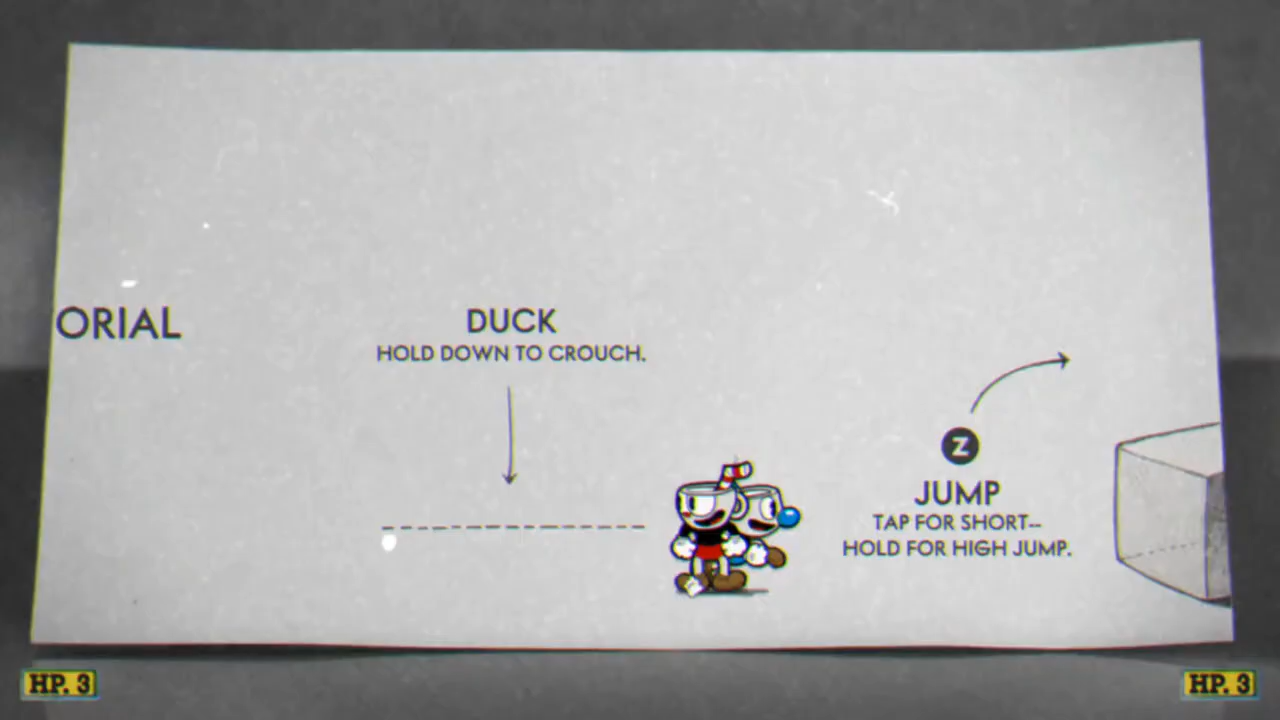 ORIAL
DUCK
HOLD DOWN TO CROUCH.
Z
JUMP
TAP FOR SHORT--
HOLD FOR HIGH JUMP.
HP. 3
HP. 3